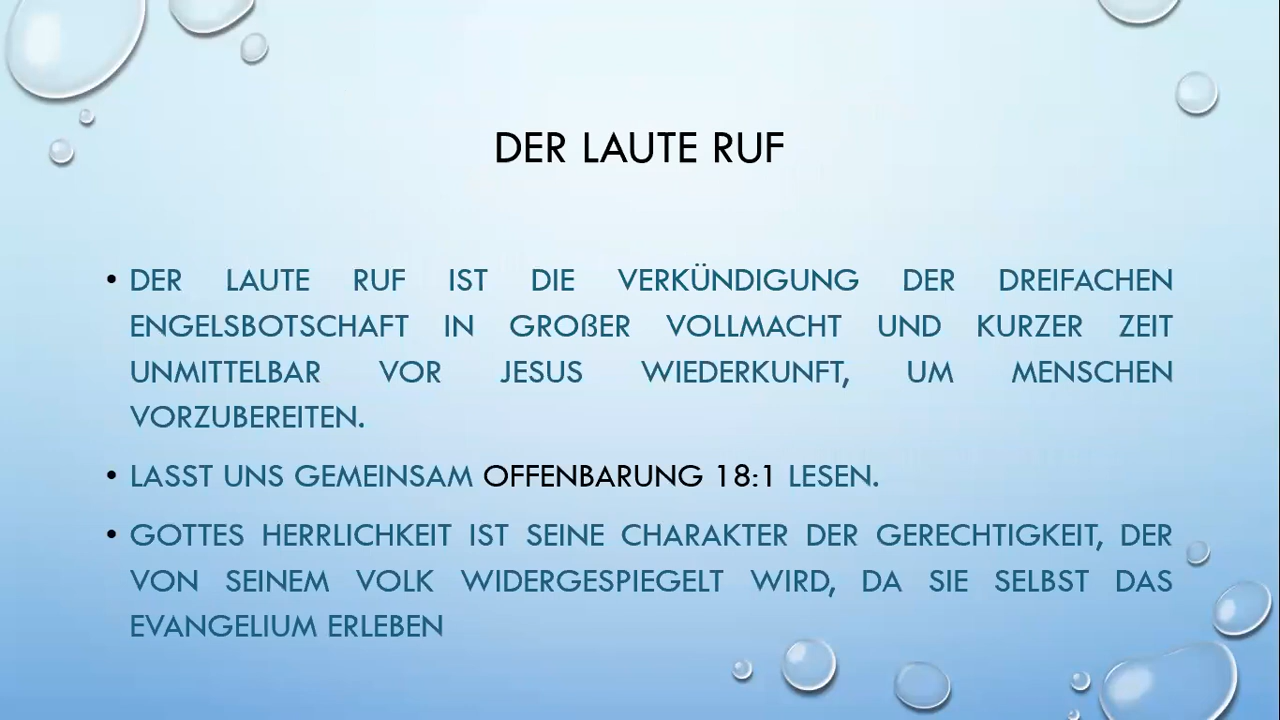 DER LAUTE RUF
• DER LAUTE RUF IST DIE VERKÜNDIGUNG DER DREIFACHEN
ENGELSBOTSCHAFT IN GROßER VOLLMACHT UND KURZER ZEIT
UNMITTELBAR VOR JESUS WIEDERKUNFT, UM MENSCHEN
VORZUBEREITEN.
• LASST UNS GEMEINSAM OFFENBARUNG 18:1 LESEN.
• GOTTES HERRLICHKEIT IST SEINE CHARAKTER DER GERECHTIGKEIT, DER
VON SEINEM VOLK WIDERGESPIEGELT WIRD, DA SIE SELBST DAS
EVANGELIUM ERLEBEN